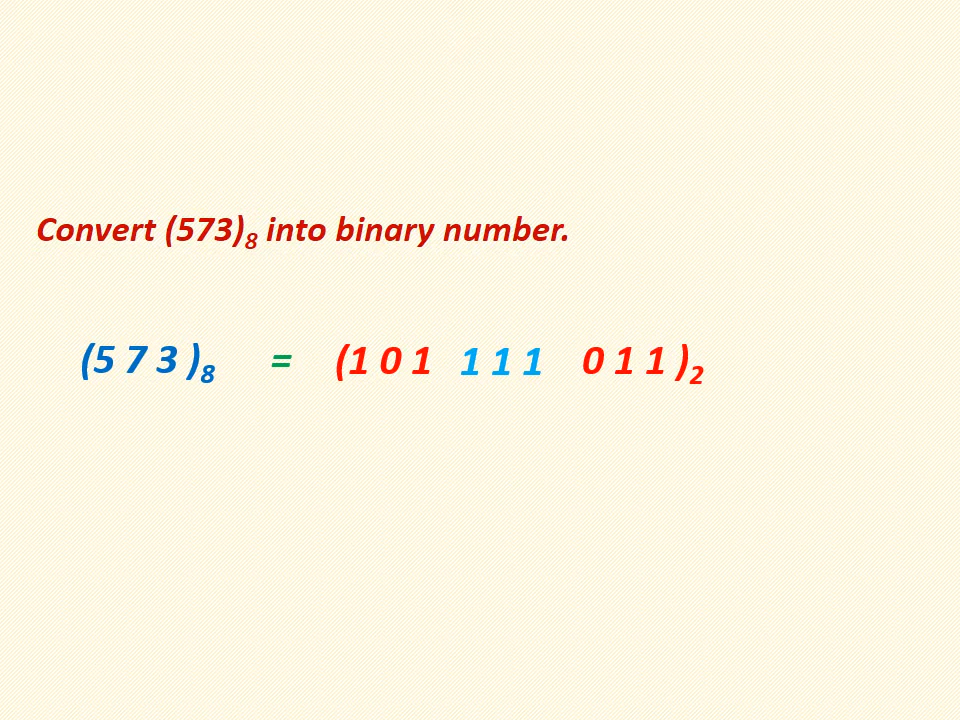 Convert (573)₈ into binary number.
(5 7 3 )₈ = (1 0 1 1 1 1 0 1 1 )₂